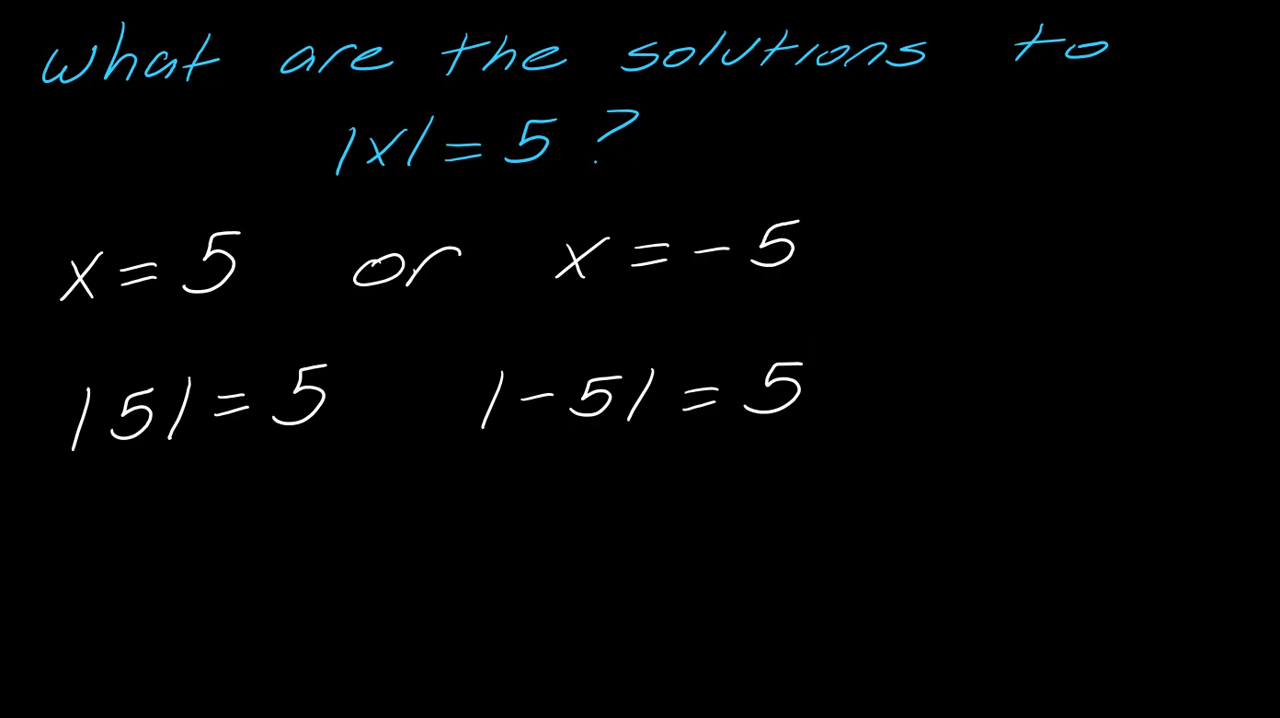 what are the solutions to
|x| = 5 ?
x = 5 or x = - 5
|5| = 5 |-5| = 5